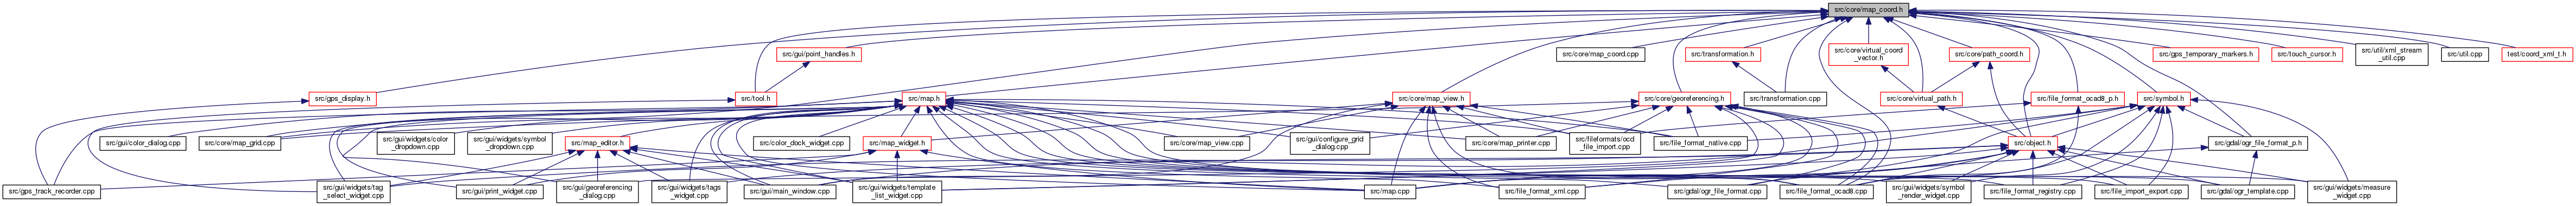 src/core/map_coord.h
src/gui/point_handles.h
src/core/map_coord.cpp
src/transformation.h
src/core/virtual_coord
_vector.h
src/core/path_coord.h
src/gps_temporary_markers.h
src/touch_cursor.h
src/util/xml_stream
_util.cpp
src/util.cpp
test/coord_xml_t.h
src/gps_display.h
src/tool.h
src/map.h
src/core/map_view.h
src/core/georeferencing.h
src/transformation.cpp
src/core/virtual_path.h
src/file_format_ocad8_p.h
src/symbol.h
src/gui/color_dialog.cpp
src/core/map_grid.cpp
src/gui/widgets/color
_dropdown.cpp
src/gui/widgets/symbol
_dropdown.cpp
src/map_editor.h
src/color_dock_widget.cpp
src/map_widget.h
src/core/map_view.cpp
src/gui/configure_grid
_dialog.cpp
src/core/map_printer.cpp
src/fileformats/ocd
_file_import.cpp
src/file_format_native.cpp
src/object.h
src/gdal/ogr_file_format_p.h
src/gps_track_recorder.cpp
src/gui/widgets/tag
_select_widget.cpp
src/gui/print_widget.cpp
src/gui/georeferencing
_dialog.cpp
src/gui/widgets/tags
_widget.cpp
src/gui/main_window.cpp
src/gui/widgets/template
_list_widget.cpp
src/map.cpp
src/file_format_xml.cpp
src/gdal/ogr_file_format.cpp
src/file_format_ocad8.cpp
src/gui/widgets/symbol
_render_widget.cpp
src/file_format_registry.cpp
src/file_import_export.cpp
src/gdal/ogr_template.cpp
src/gui/widgets/measure
_widget.cpp